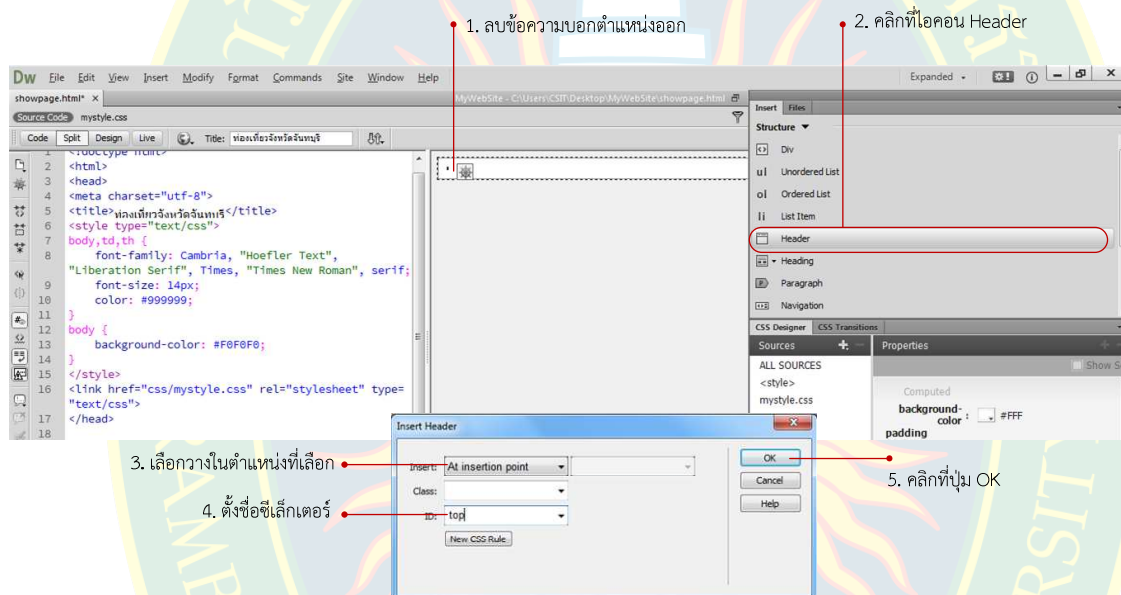 1. ลบข้อความบอกตำแหน่งออก
2. คลิกที่ไอคอน Header
Dw File Edit View Insert Modify Format Commands Site Window Help
Expanded
showpage.html* ×
MyWebSite - C:\Users\CSIT\Desktop\MyWebSite\showpage.html
Source Code mystyle.css
Code Split Design Live Title: ท่องเที่ยวจังหวัดจันทบุรี
1 <!doctype html>
2 <html>
3 <head>
4 <meta charset="utf-8">
5 <title>ท่องเที่ยวจังหวัดจันทบุรี</title>
6 <style type="text/css">
7 body,td,th {
8 font-family: Cambria, "Hoefler Text",
"Liberation Serif", Times, "Times New Roman", serif;
9 font-size: 14px;
10 color: #999999;
11 }
12 body {
13 background-color: #F0F0F0;
14 }
15 </style>
16 <link href="css/mystyle.css" rel="stylesheet" type=
"text/css">
17 </head>
18
Insert Files
Structure
Div
ul Unordered List
ol Ordered List
li List Item
Header
Heading
Paragraph
Navigation
CSS Designer CSS Transitions
Sources Properties
ALL SOURCES
<style>
mystyle.css
Show S
Computed
background-
color : #FFF
padding
Insert Header
Insert: At insertion point
Class:
ID: top
New CSS Rule
OK
Cancel
Help
3. เลือกวางในตำแหน่งที่เลือก
4. ตั้งชื่อซีเล็กเตอร์
5. คลิกที่ปุ่ม OK